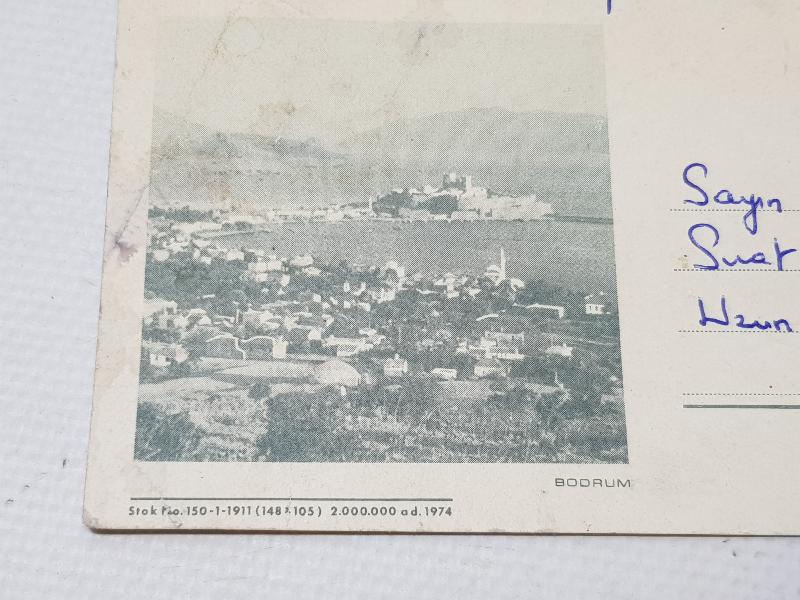 Sayın
Suat
Uzun
BODRUM
Stok No. 150-1-1911 (148 x 105) 2.000.000 ad. 1974